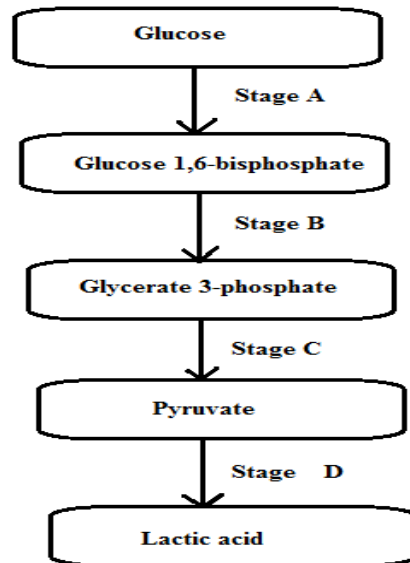 Glucose
Stage A
Glucose 1,6-bisphosphate
Stage B
Glycerate 3-phosphate
Stage C
Pyruvate
Stage D
Lactic acid